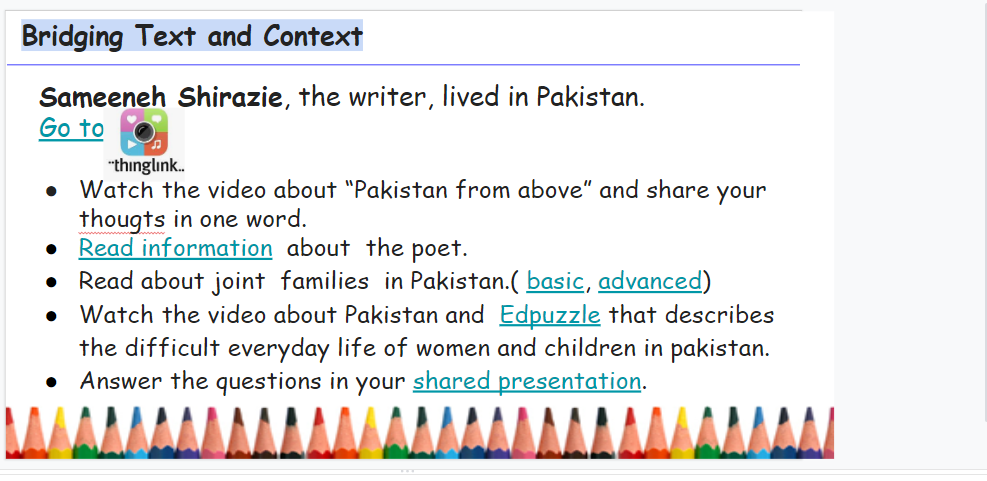 Bridging Text and Context
Sameeneh Shirazie, the writer, lived in Pakistan.
Go to
¨thinglink..
● Watch the video about “Pakistan from above” and share your
thougts in one word.
● Read information about the poet.
● Read about joint families in Pakistan.( basic, advanced)
● Watch the video about Pakistan and Edpuzzle that describes
the difficult everyday life of women and children in pakistan.
● Answer the questions in your shared presentation.